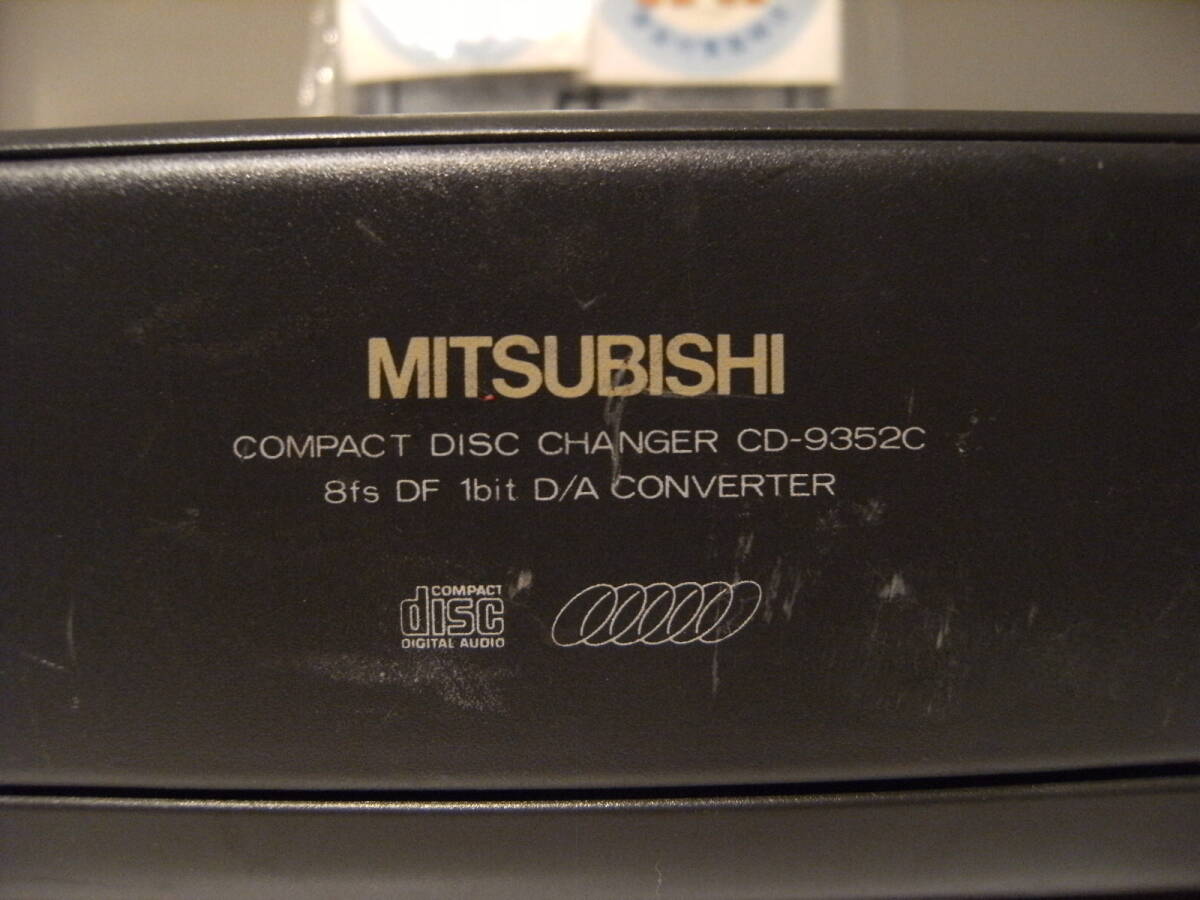 MITSUBISHI
COMPACT DISC CHANGER CD-9352C
8fs DF 1bit D/A CONVERTER
COMPACT
disc
DIGITAL AUDIO